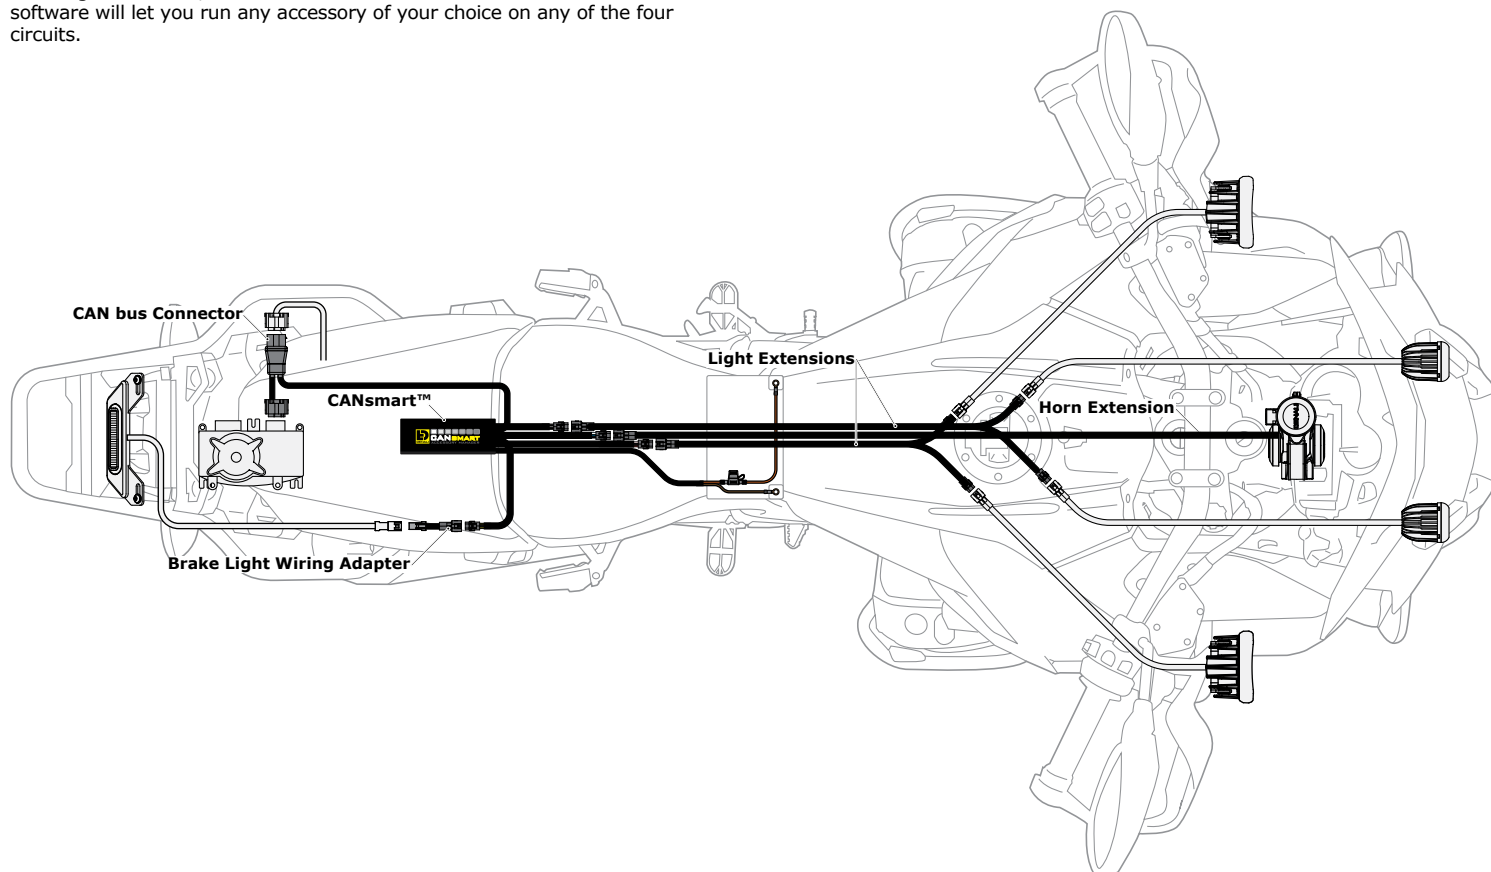 software will let you run any accessory of your choice on any of the four
circuits.
CAN bus Connector
Light Extensions
CANsmart™
Horn Extension
CANSMART
Brake Light Wiring Adapter